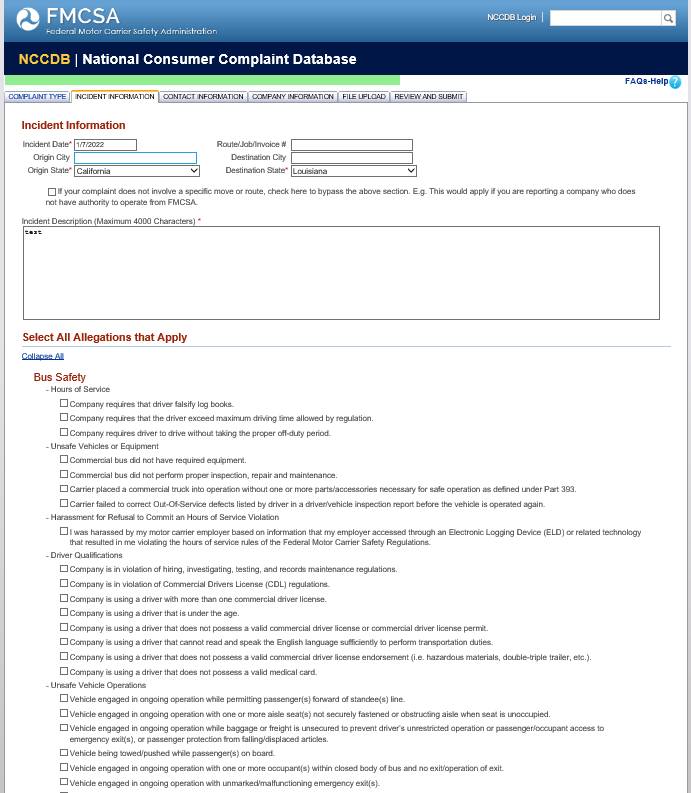 FMCSA
Federal Motor Carrier Safety Administration
NCCDB Login |
NCCDB | National Consumer Complaint Database
FAQs-Help ?
COMPLAINT TYPE INCIDENT INFORMATION CONTACT INFORMATION COMPANY INFORMATION FILE UPLOAD REVIEW AND SUBMIT
Incident Information
Incident Date* 1/7/2022 Route/Job/Invoice #
Origin City Destination City
Origin State* California Destination State* Louisiana
If your complaint does not involve a specific move or route, check here to bypass the above section. E.g. This would apply if you are reporting a company who does
not have authority to operate from FMCSA.
Incident Description (Maximum 4000 Characters) *
test
Select All Allegations that Apply
Collapse All
Bus Safety
- Hours of Service
Company requires that driver falsify log books.
Company requires that the driver exceed maximum driving time allowed by regulation.
Company requires driver to drive without taking the proper off-duty period.
- Unsafe Vehicles or Equipment
Commercial bus did not have required equipment.
Commercial bus did not perform proper inspection, repair and maintenance.
Carrier placed a commercial truck into operation without one or more parts/accessories necessary for safe operation as defined under Part 393.
Carrier failed to correct Out-Of-Service defects listed by driver in a driver/vehicle inspection report before the vehicle is operated again.
- Harassment for Refusal to Commit an Hours of Service Violation
I was harassed by my motor carrier employer based on information that my employer accessed through an Electronic Logging Device (ELD) or related technology
that resulted in me violating the hours of service rules of the Federal Motor Carrier Safety Regulations.
- Driver Qualifications
Company is in violation of hiring, investigating, testing, and records maintenance regulations.
Company is in violation of Commercial Drivers License (CDL) regulations.
Company is using a driver with more than one commercial driver license.
Company is using a driver that is under the age.
Company is using a driver that does not possess a valid commercial driver license or commercial driver license permit.
Company is using a driver that cannot read and speak the English language sufficiently to perform transportation duties.
Company is using a driver that does not possess a valid commercial driver license endorsement (i.e. hazardous materials, double-triple trailer, etc.).
Company is using a driver that does not possess a valid medical card.
- Unsafe Vehicle Operations
Vehicle engaged in ongoing operation while permitting passenger(s) forward of standee(s) line.
Vehicle engaged in ongoing operation with one or more aisle seat(s) not securely fastened or obstructing aisle when seat is unoccupied.
Vehicle engaged in ongoing operation while baggage or freight is unsecured to prevent driver's unrestricted operation or passenger/occupant access to
emergency exit(s), or passenger protection from falling/displaced articles.
Vehicle being towed/pushed while passenger(s) on board.
Vehicle engaged in ongoing operation with one or more occupant(s) within closed body of bus and no exit/operation of exit.
Vehicle engaged in ongoing operation with unmarked/malfunctioning emergency exit(s).